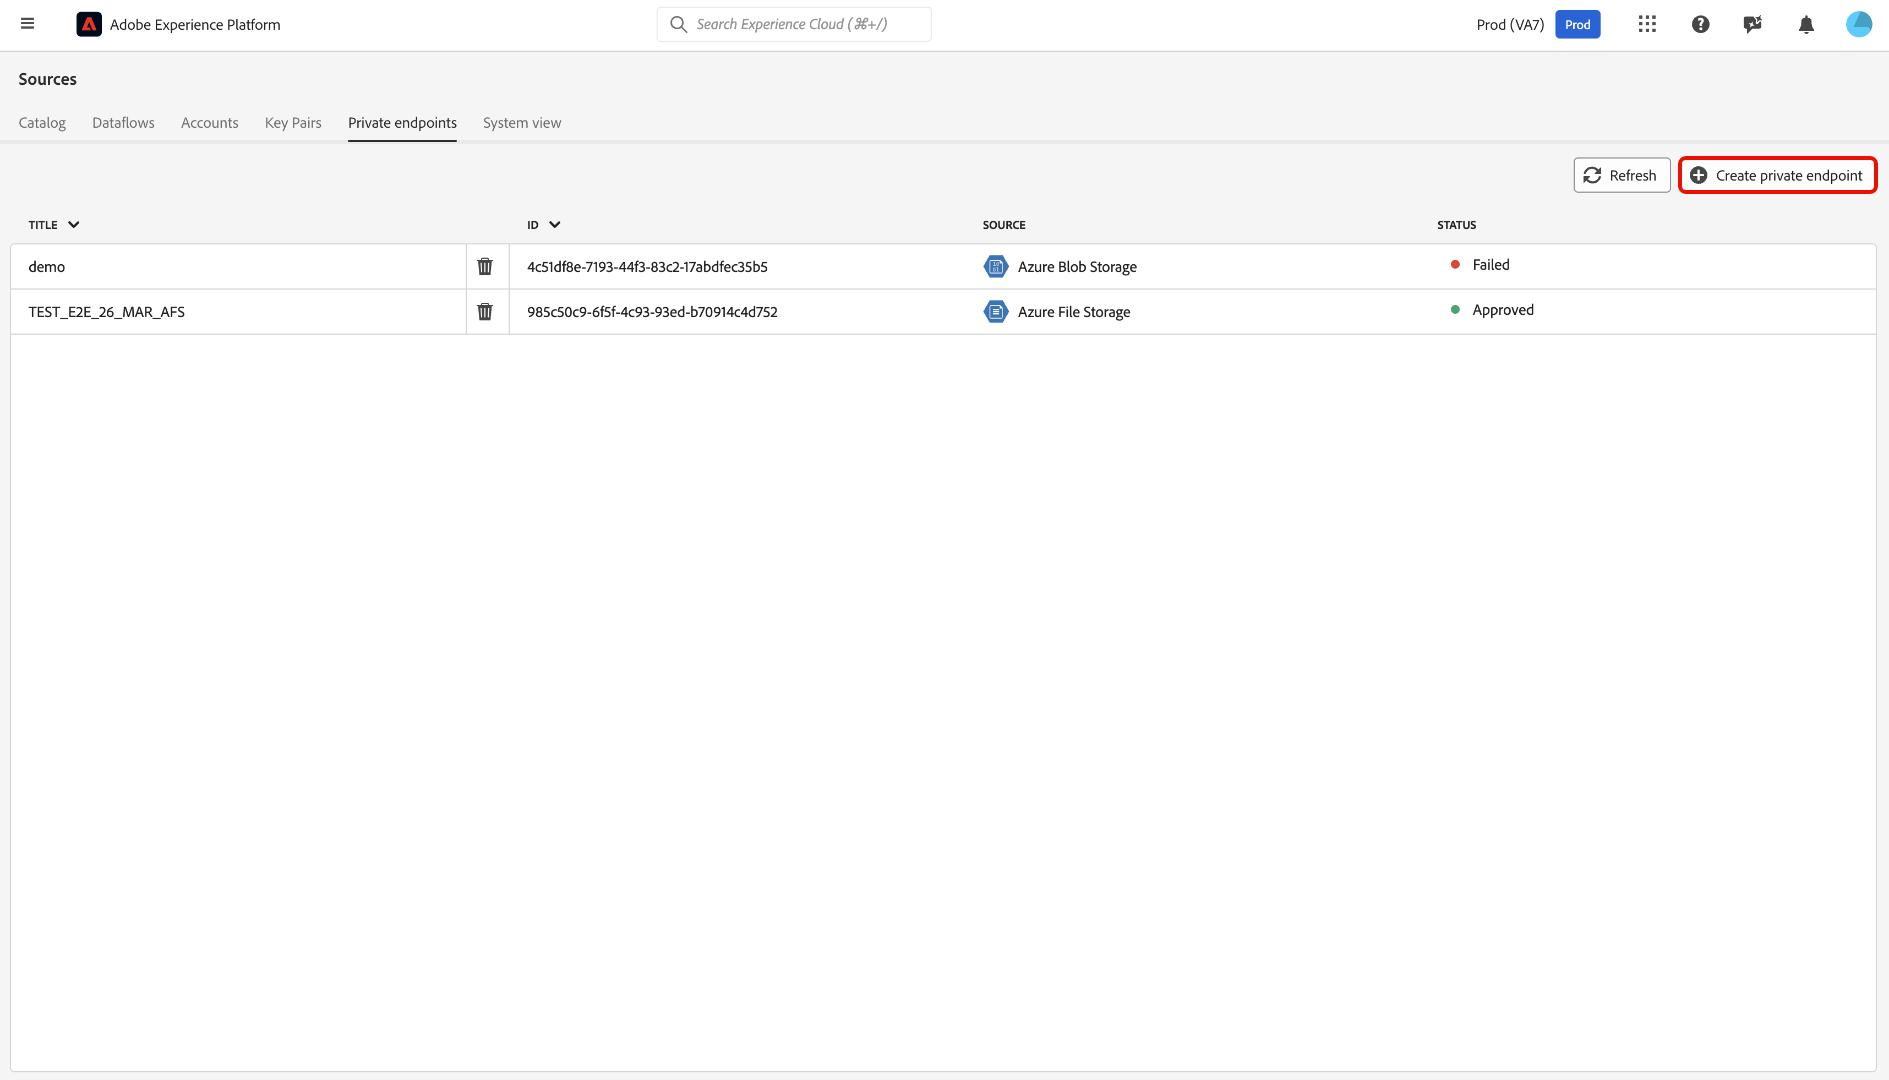 Adobe Experience Platform
Search Experience Cloud (⌘+/)
Prod (VA7)
Prod
Sources
Catalog Dataflows Accounts Key Pairs Private endpoints System view
Refresh
Create private endpoint
TITLE ID SOURCE STATUS
demo 4c51df8e-7193-44f3-83c2-17abdfec35b5 Azure Blob Storage Failed
TEST_E2E_26_MAR_AFS 985c50c9-6f5f-4c93-93ed-b70914c4d752 Azure File Storage Approved